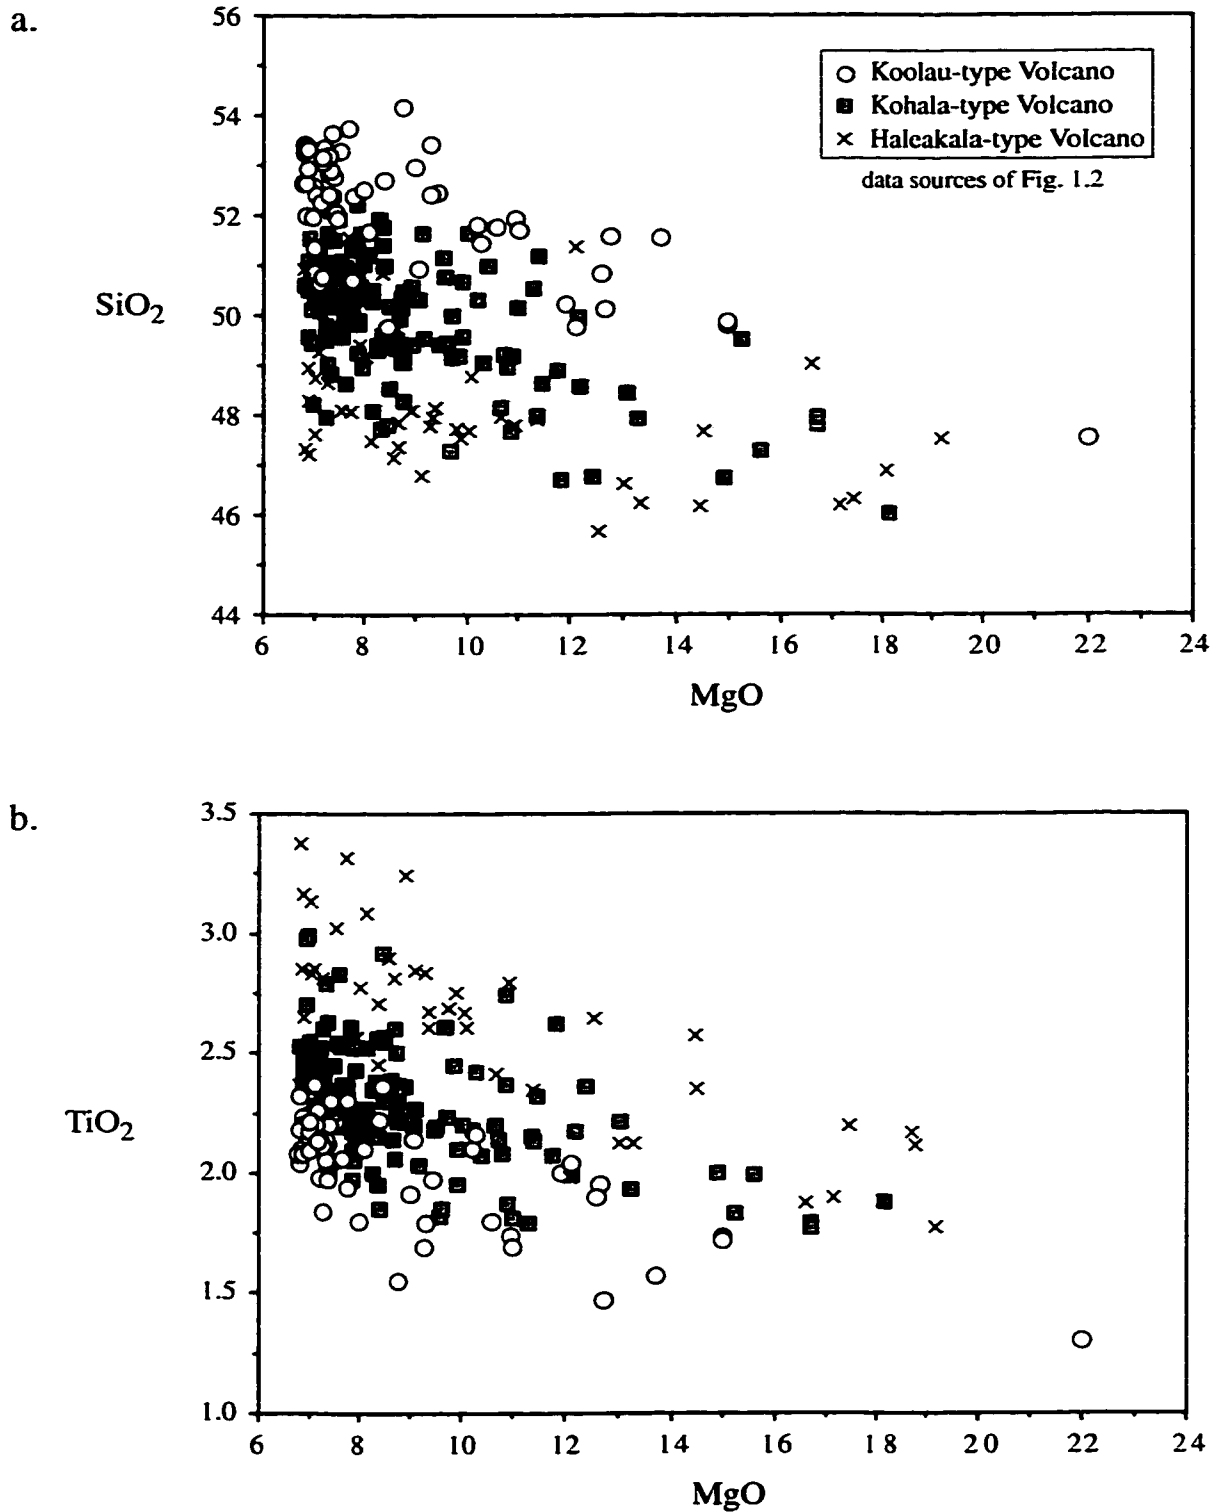 a.
56
54
52
50
48
46
44
SiO2
Koolau-type Volcano
Kohala-type Volcano
Haleakala-type Volcano
data sources of Fig. 1.2
6 8 10 12 14 16 18 20 22 24
MgO
b.
3.5
3.0
2.5
2.0
1.5
1.0
TiO2
6 8 10 12 14 16 18 20 22 24
MgO